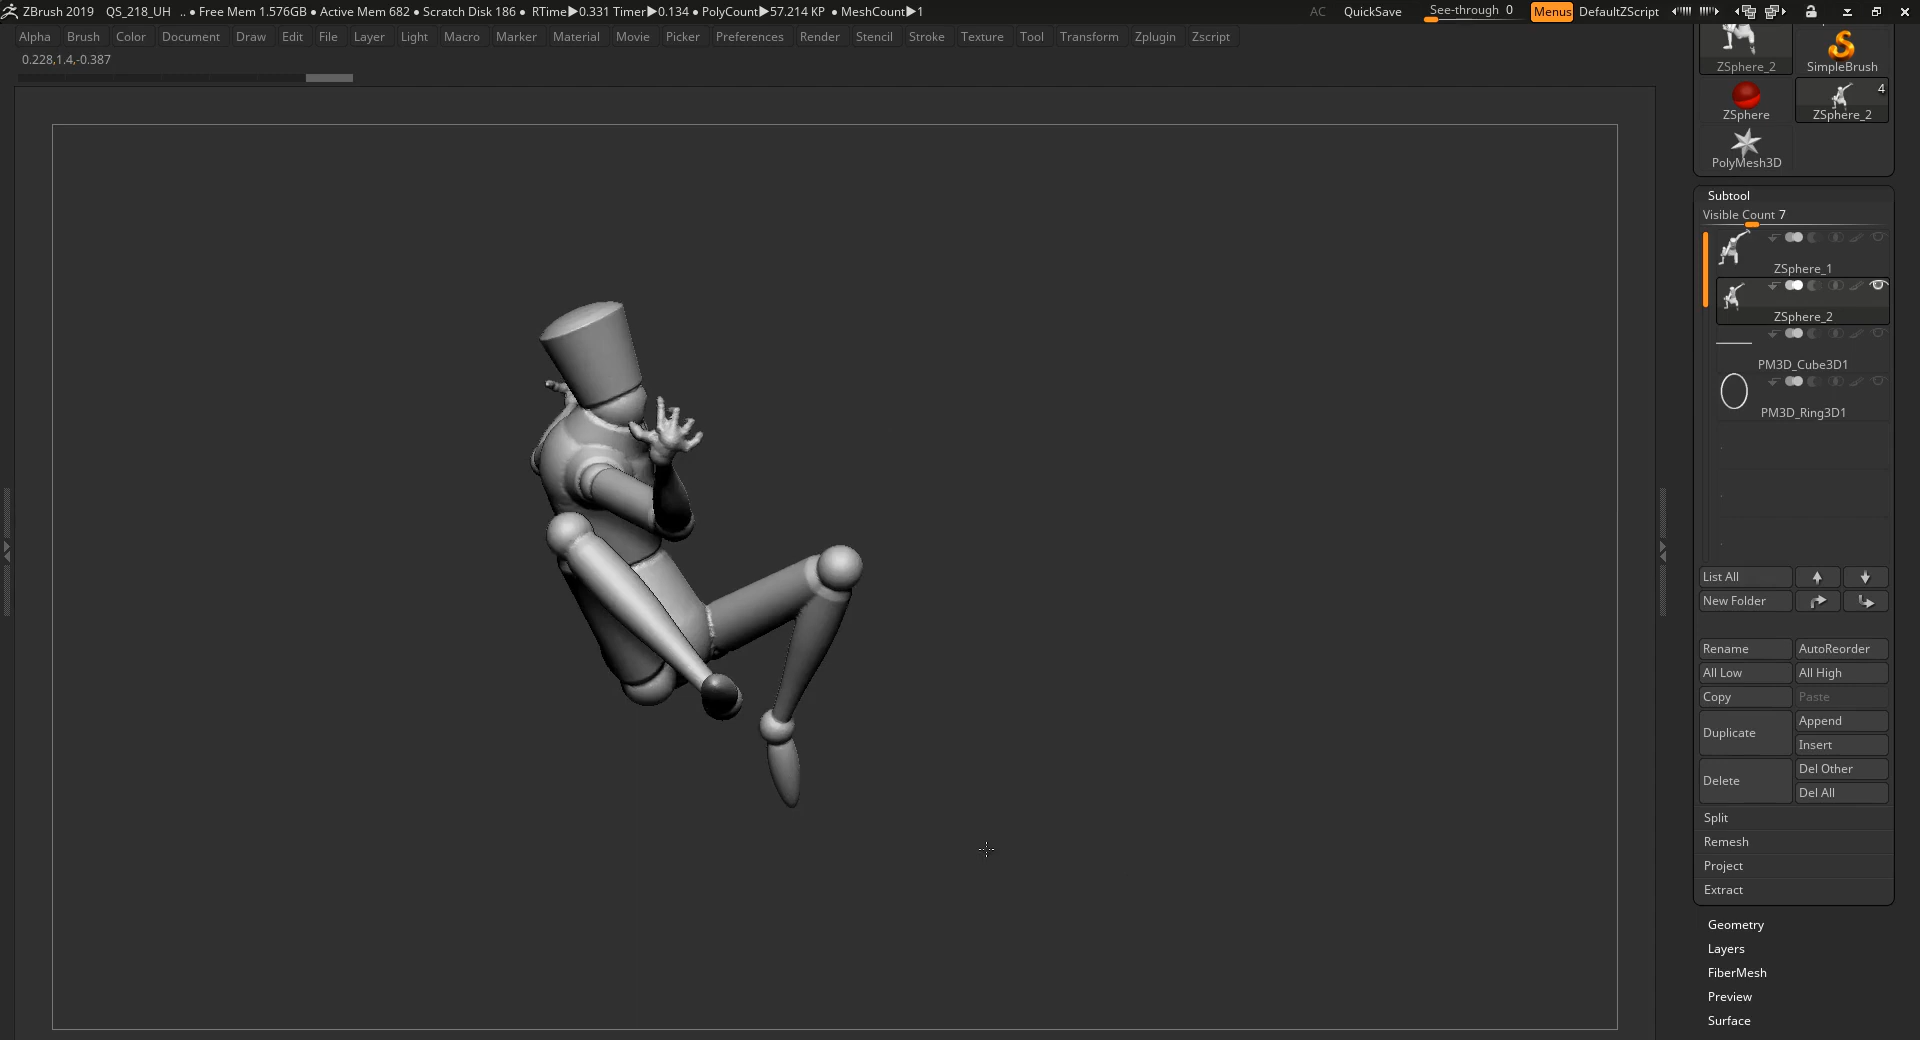 ZBrush 2019 QS_218_UH .. ● Free Mem 1.576GB ● Active Mem 682 ● Scratch Disk 186 ● RTime▶0.331 Timer▶0.134 ● PolyCount▶57.214 KP ● MeshCount▶1 AC QuickSave See-through 0 Menus DefaultZScript
Alpha Brush Color Document Draw Edit File Layer Light Macro Marker Material Movie Picker Preferences Render Stencil Stroke Texture Tool Transform Zplugin Zscript
0.228,1.4,-0.387
ZSphere_2 SimpleBrush
4
ZSphere ZSphere_2
PolyMesh3D
Subtool
Visible Count 7
ZSphere_1
ZSphere_2
PM3D_Cube3D1
PM3D_Ring3D1
List All
New Folder
Rename AutoReorder
All Low All High
Copy Paste
Duplicate Append
Insert
Delete Del Other
Del All
Split
Remesh
Project
Extract
Geometry
Layers
FiberMesh
Preview
Surface